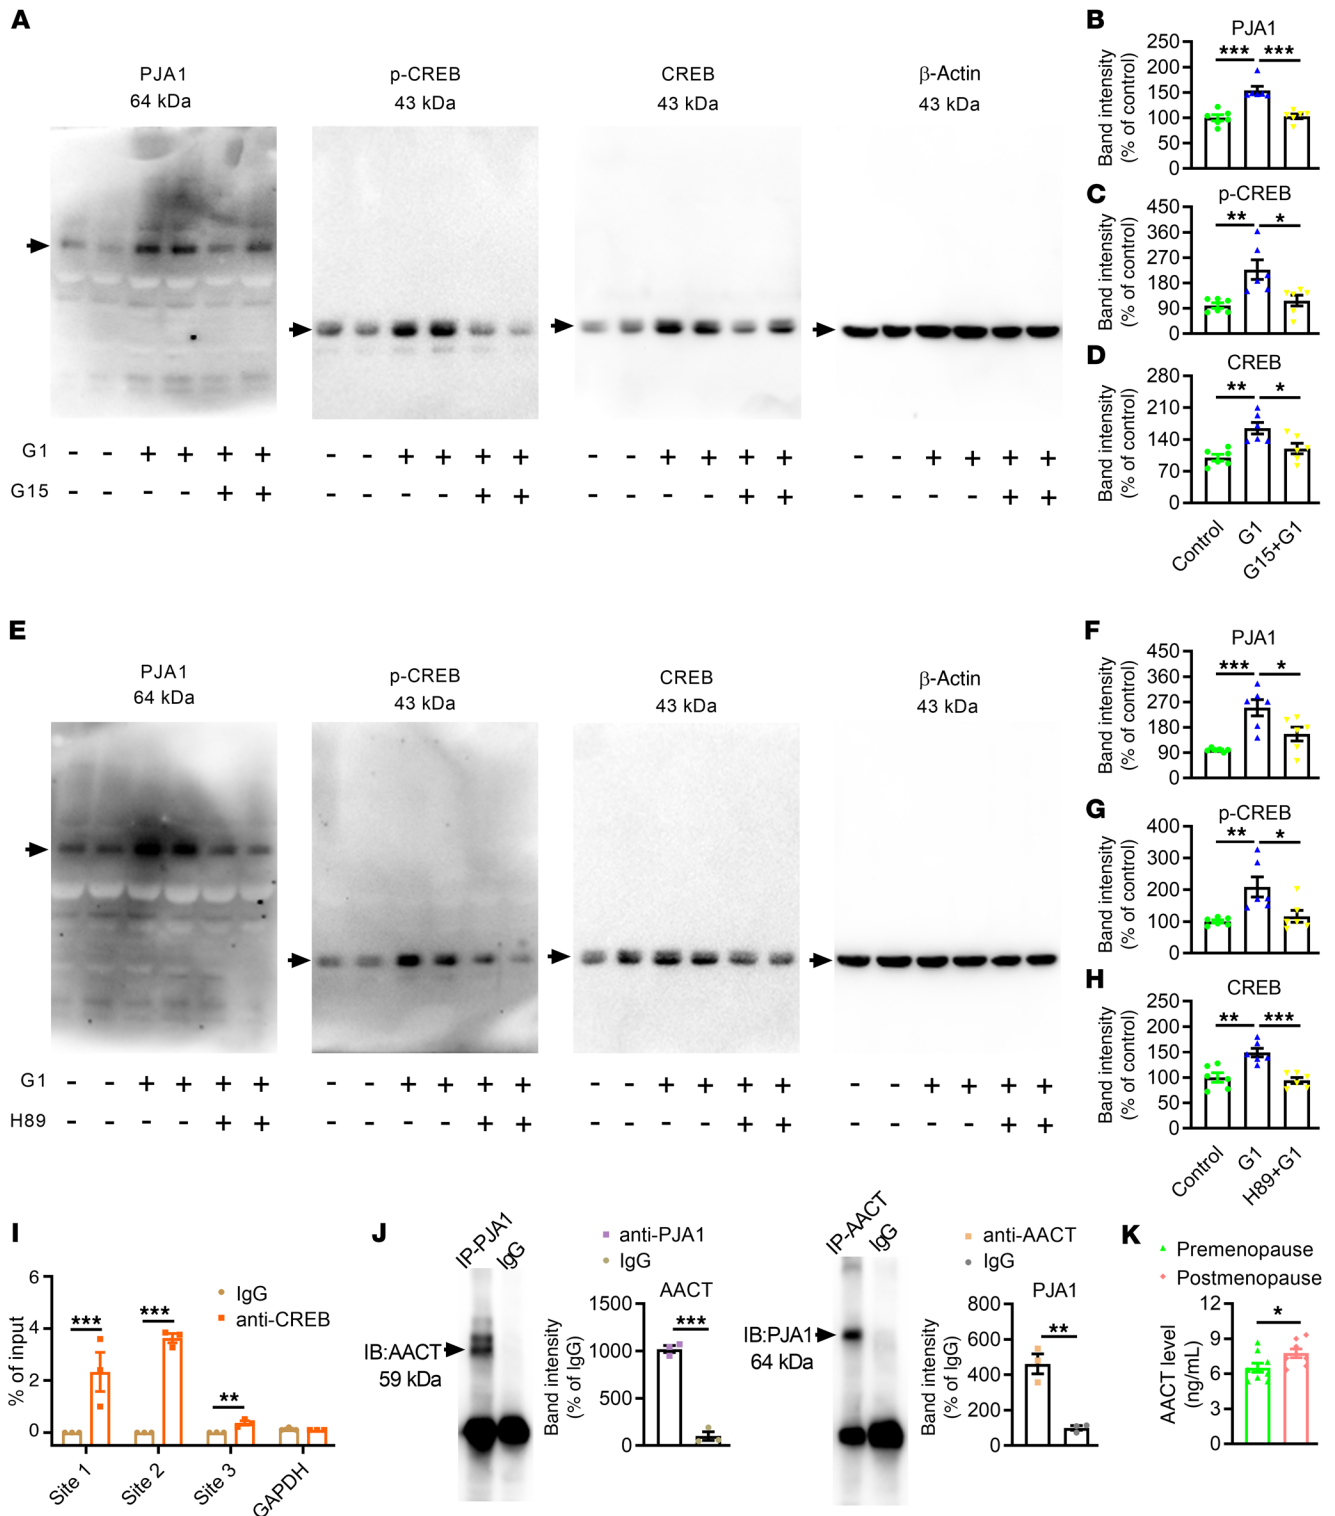 A
PJA1
64 kDa
p-CREB
43 kDa
CREB
43 kDa
β-Actin
43 kDa
G1 - - + + + + - - + + + + - - + + + + - - + + + +
G15 - - - - + + - - - - + + - - - - + + - - - - + +
B
PJA1
Band intensity
(% of control)
250
200
150
100
50
0
*** ***
C
p-CREB
Band intensity
(% of control)
450
360
270
180
90
0
** *
D
CREB
Band intensity
(% of control)
280
210
140
70
0
** *
Control G1 G15+G1
E
PJA1
64 kDa
p-CREB
43 kDa
CREB
43 kDa
β-Actin
43 kDa
G1 - - + + + + - - + + + + - - + + + + - - + + + +
H89 - - - - + + - - - - + + - - - - + + - - - - + +
F
PJA1
Band intensity
(% of control)
450
360
270
180
90
0
*** *
G
p-CREB
Band intensity
(% of control)
400
300
200
100
0
** *
H
CREB
Band intensity
(% of control)
250
200
150
100
50
0
** ***
Control G1 H89+G1
I
IgG
anti-CREB
% of input
6
4
2
0
*** *** **
Site 1 Site 2 Site 3 GAPDH
J
IP-PJA1 IgG
IB:AACT
59 kDa
anti-PJA1
IgG
AACT
Band intensity
(% of IgG)
1500
1000
500
0
***
IP-AACT IgG
IB:PJA1
64 kDa
anti-AACT
IgG
PJA1
Band intensity
(% of IgG)
800
600
400
200
0
**
K
Premenopause
Postmenopause
AACT level
(ng/mL)
12
9
6
3
0
*